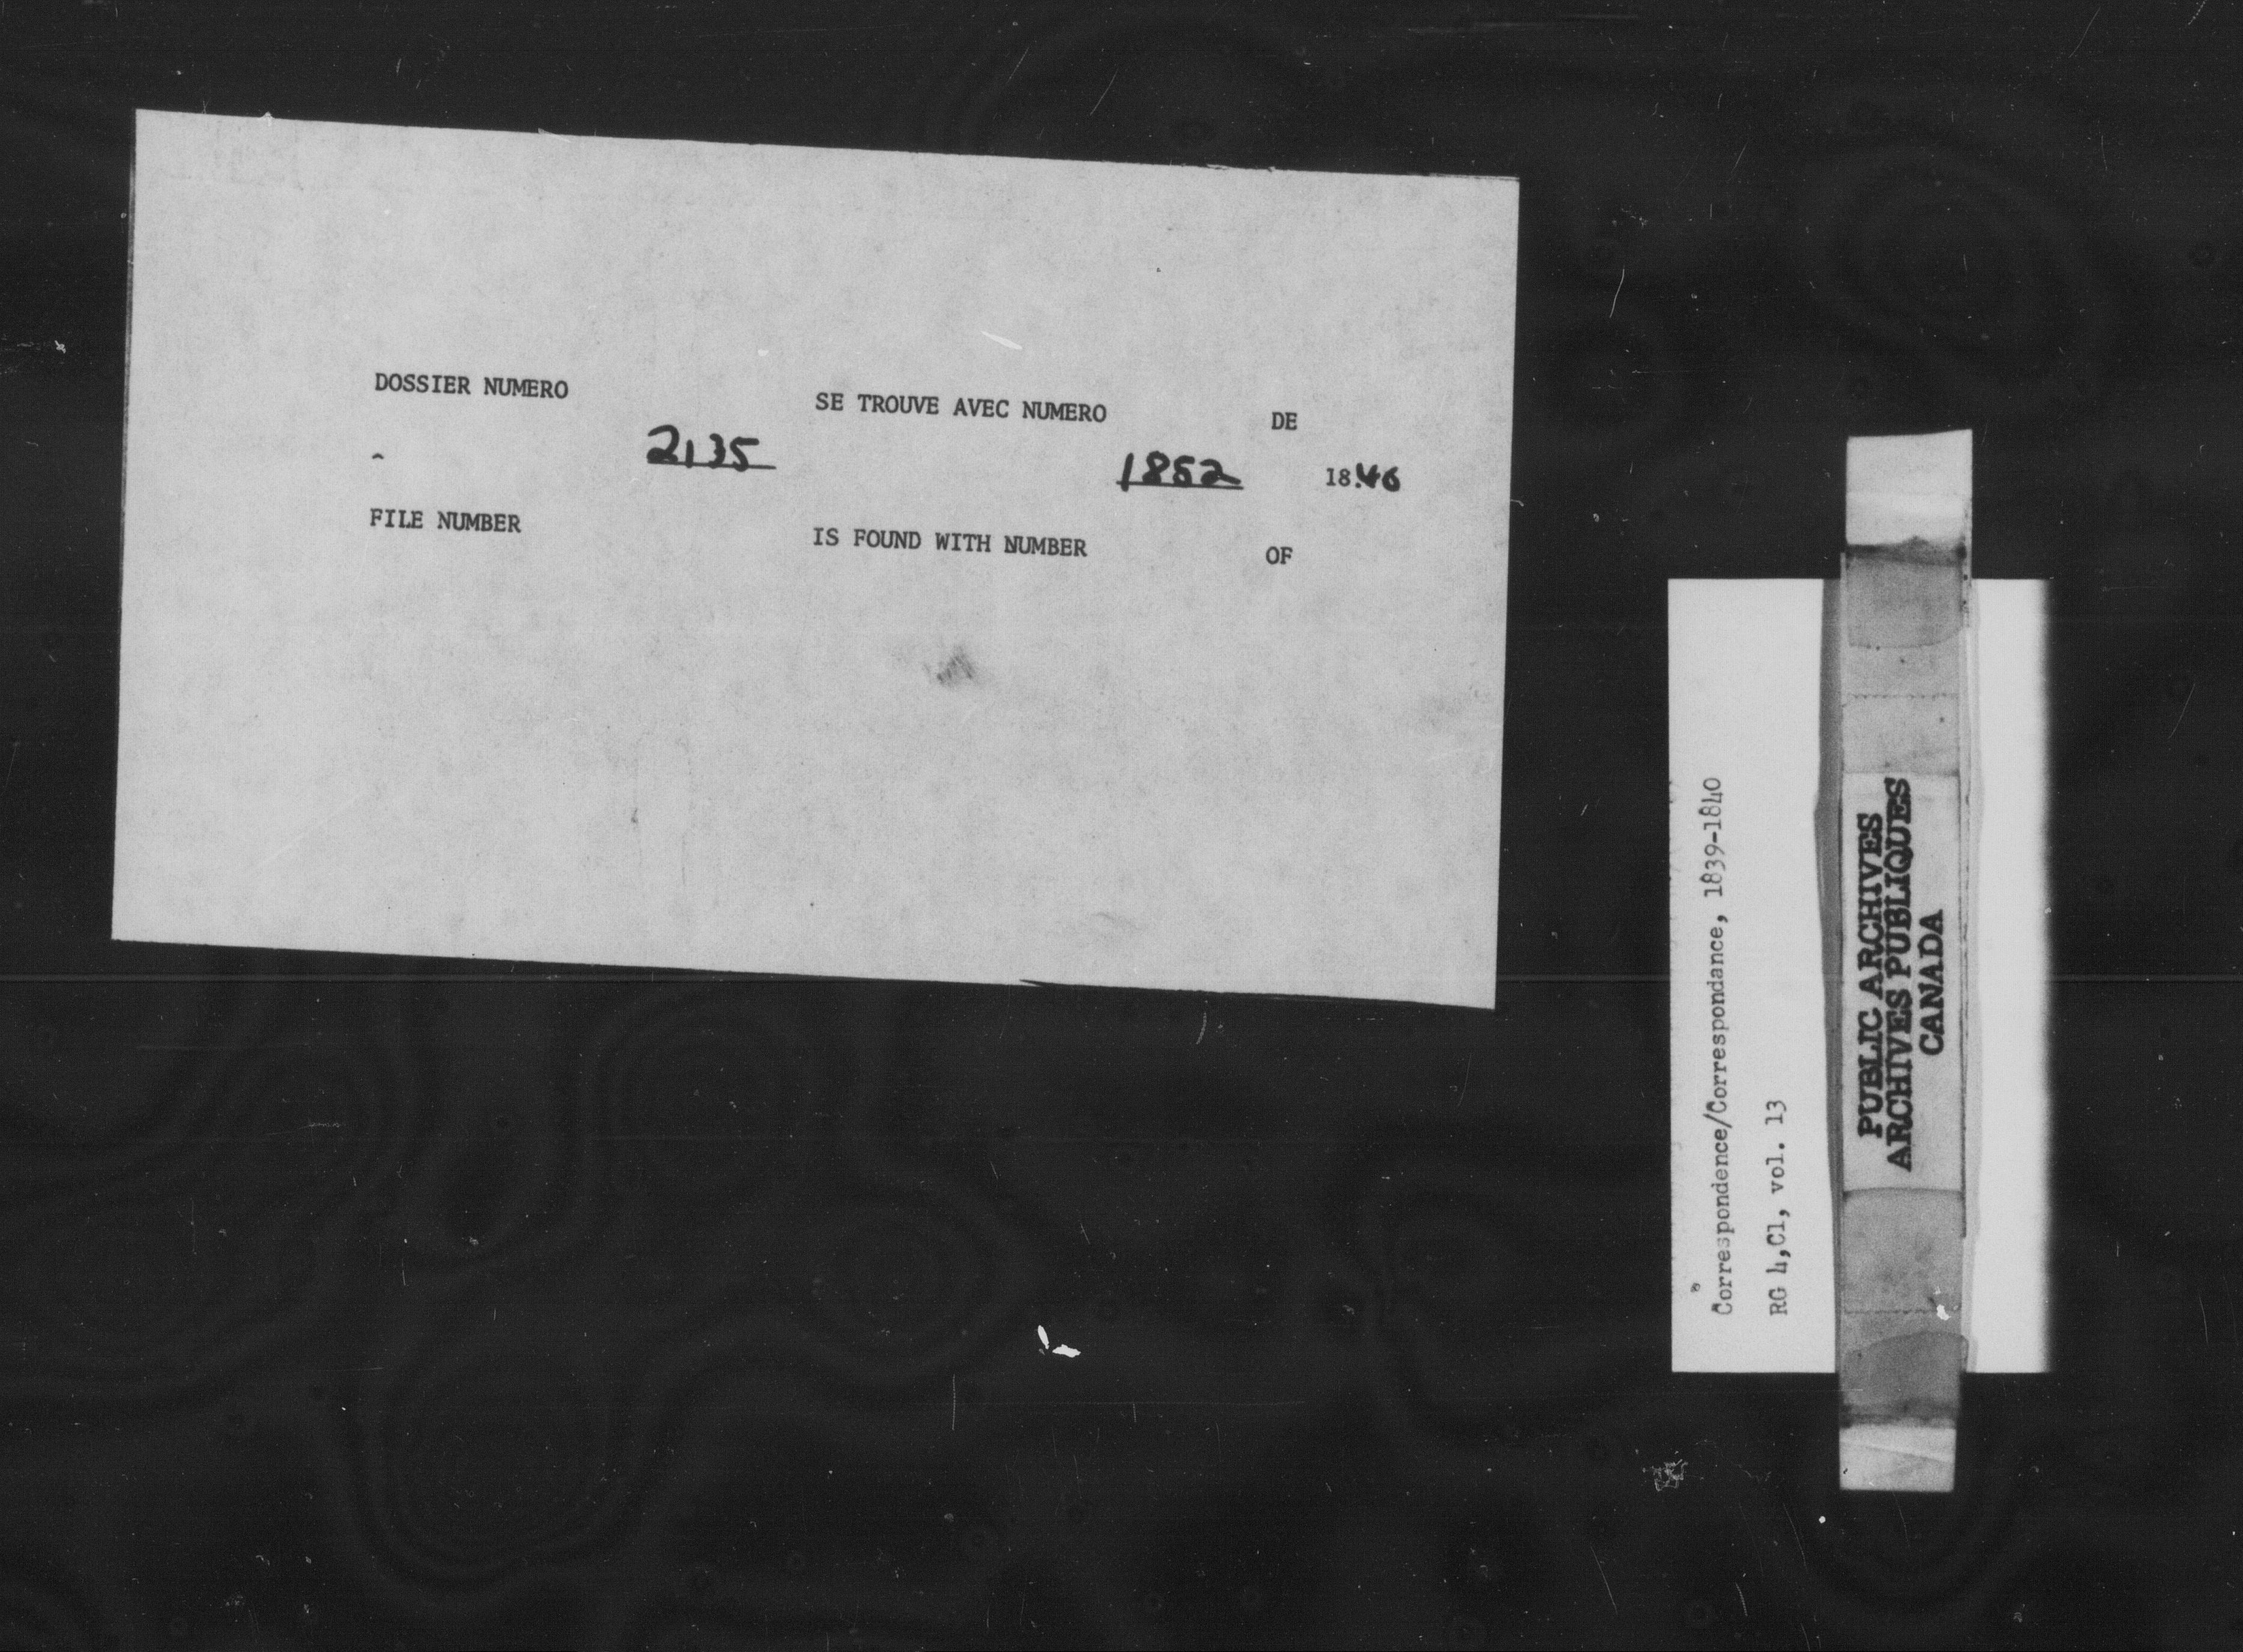 DOSSIER NUMERO SE TROUVE AVEC NUMERO DE
2135 1852 18.46
FILE NUMBER IS FOUND WITH NUMBER OF
Correspondence/Correspondance, 1839-1840
RG 4,C1, vol. 13
PUBLIC ARCHIVES
ARCHIVES PUBLIQUES
CANADA